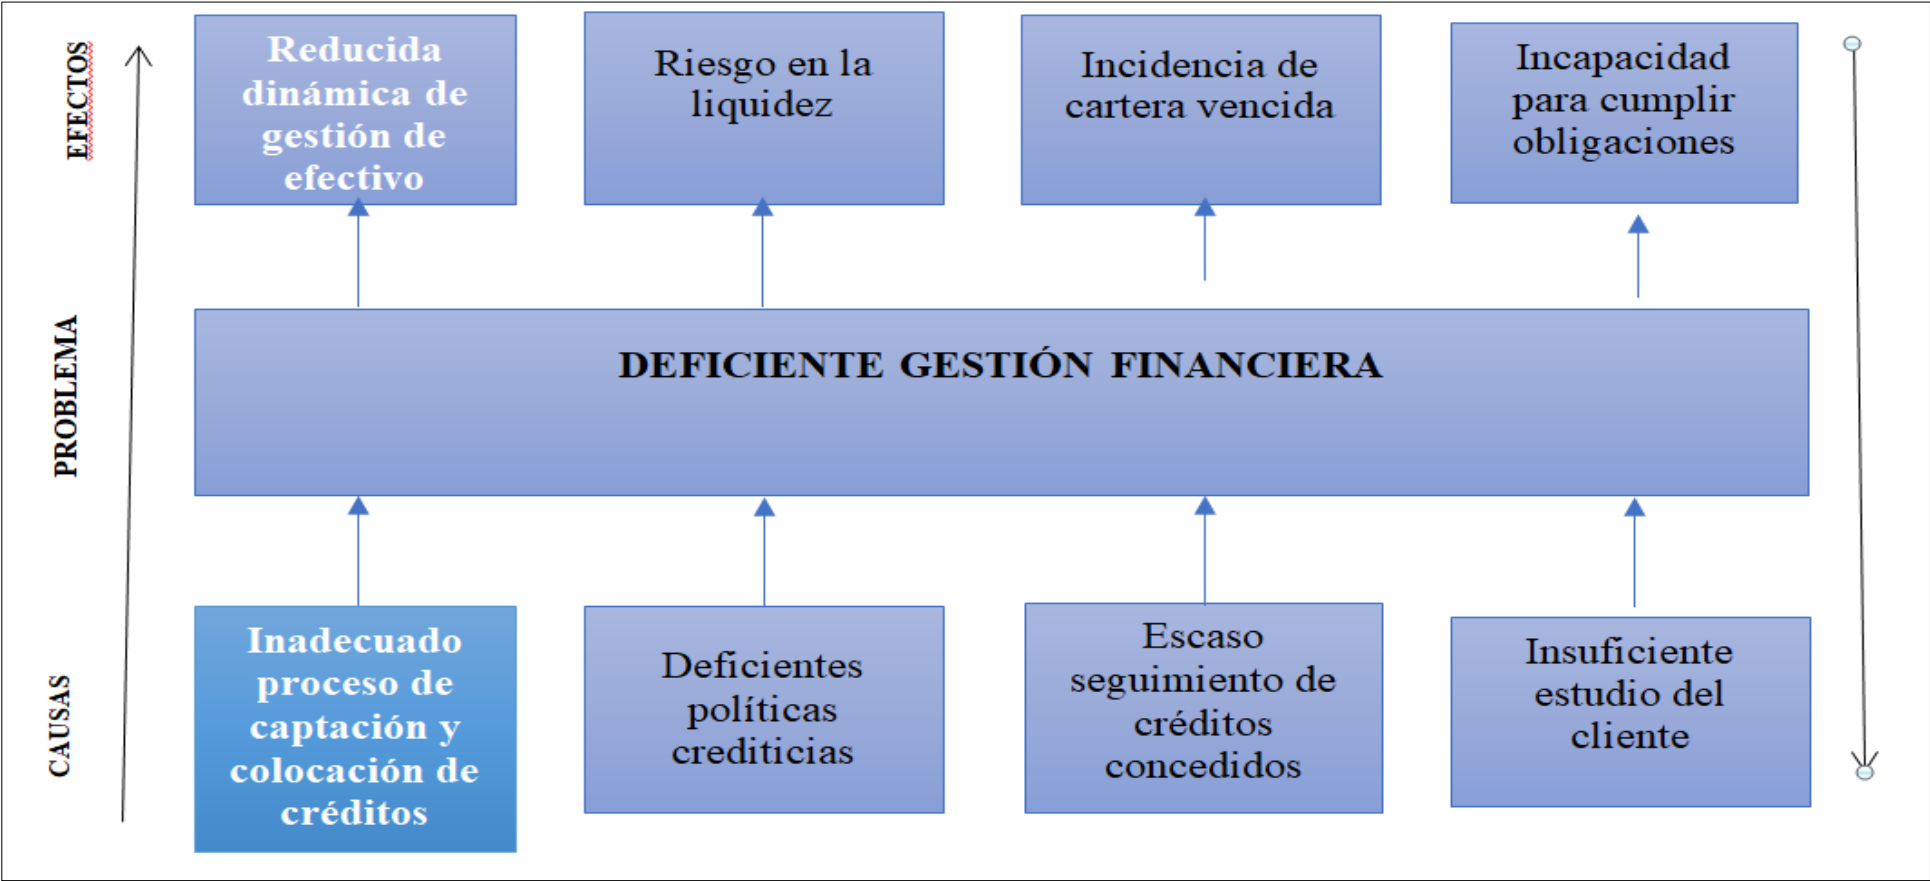 EFECTOS
Reducida
dinámica de
gestión de
efectivo
Riesgo en la
liquidez
Incidencia de
cartera vencida
Incapacidad
para cumplir
obligaciones
PROBLEMA
DEFICIENTE GESTIÓN FINANCIERA
CAUSAS
Inadecuado
proceso de
captación y
colocación de
créditos
Deficientes
políticas
crediticias
Escaso
seguimiento de
créditos
concedidos
Insuficiente
estudio del
cliente